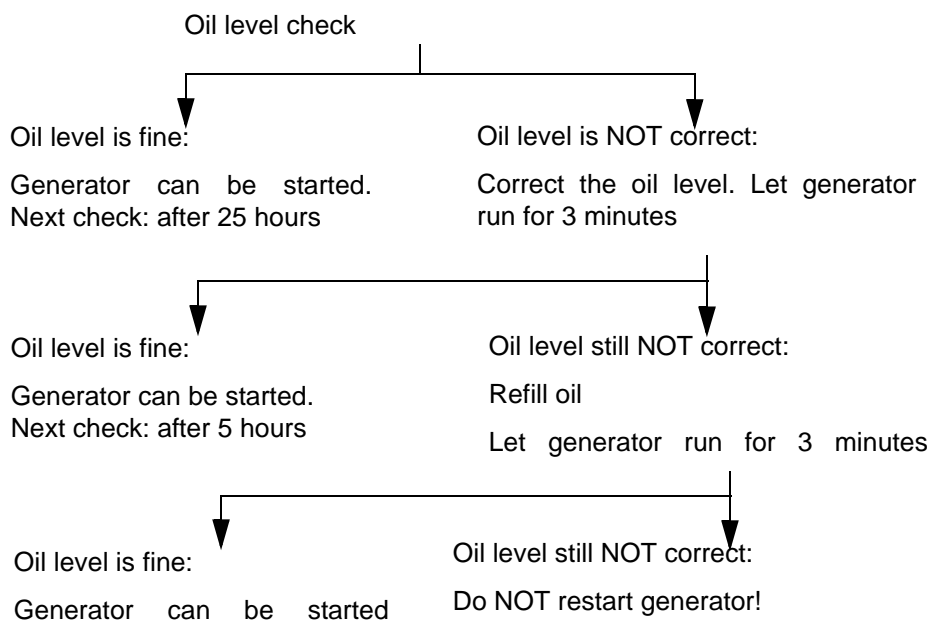 Oil level check
Oil level is fine:
Generator can be started.
Next check: after 25 hours
Oil level is NOT correct:
Correct the oil level. Let generator
run for 3 minutes
Oil level is fine:
Generator can be started.
Next check: after 5 hours
Oil level still NOT correct:
Refill oil
Let generator run for 3 minutes
Oil level is fine:
Generator can be started
Oil level still NOT correct:
Do NOT restart generator!